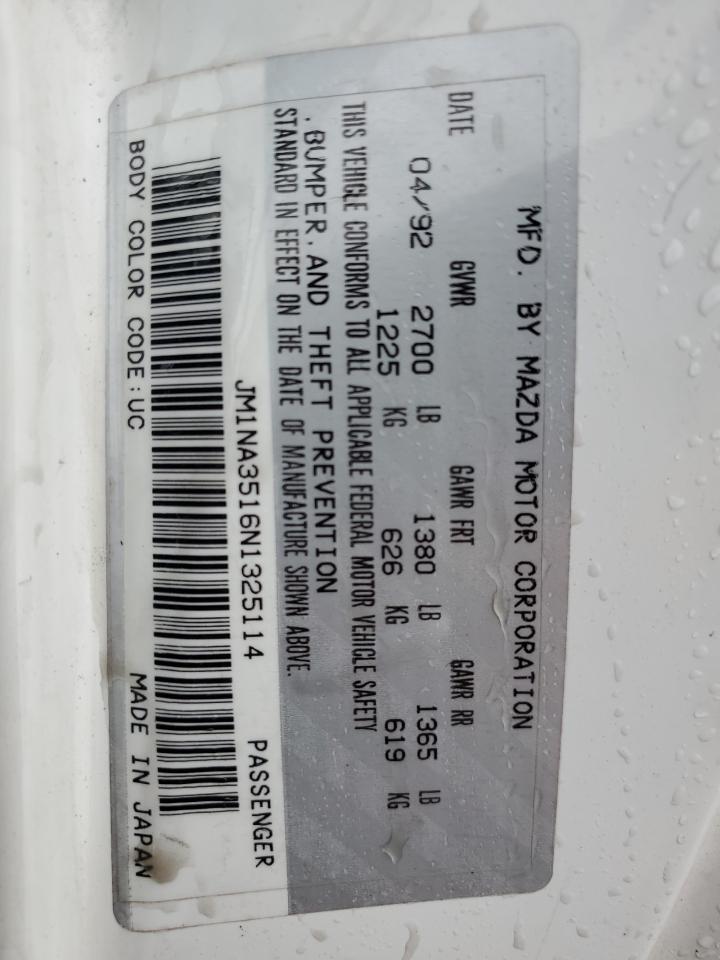 MFD. BY MAZDA MOTOR CORPORATION
DATE GVWR GAWR FRT GAWR RR
04/92 2700 LB 1380 LB 1365 LB
1225 KG 626 KG 619 KG
THIS VEHICLE CONFORMS TO ALL APPLICABLE FEDERAL MOTOR VEHICLE SAFETY
, BUMPER, AND THEFT PREVENTION
STANDARD IN EFFECT ON THE DATE OF MANUFACTURE SHOWN ABOVE.
JM1NA3516N1325114 PASSENGER
BODY COLOR CODE:UC MADE IN JAPAN